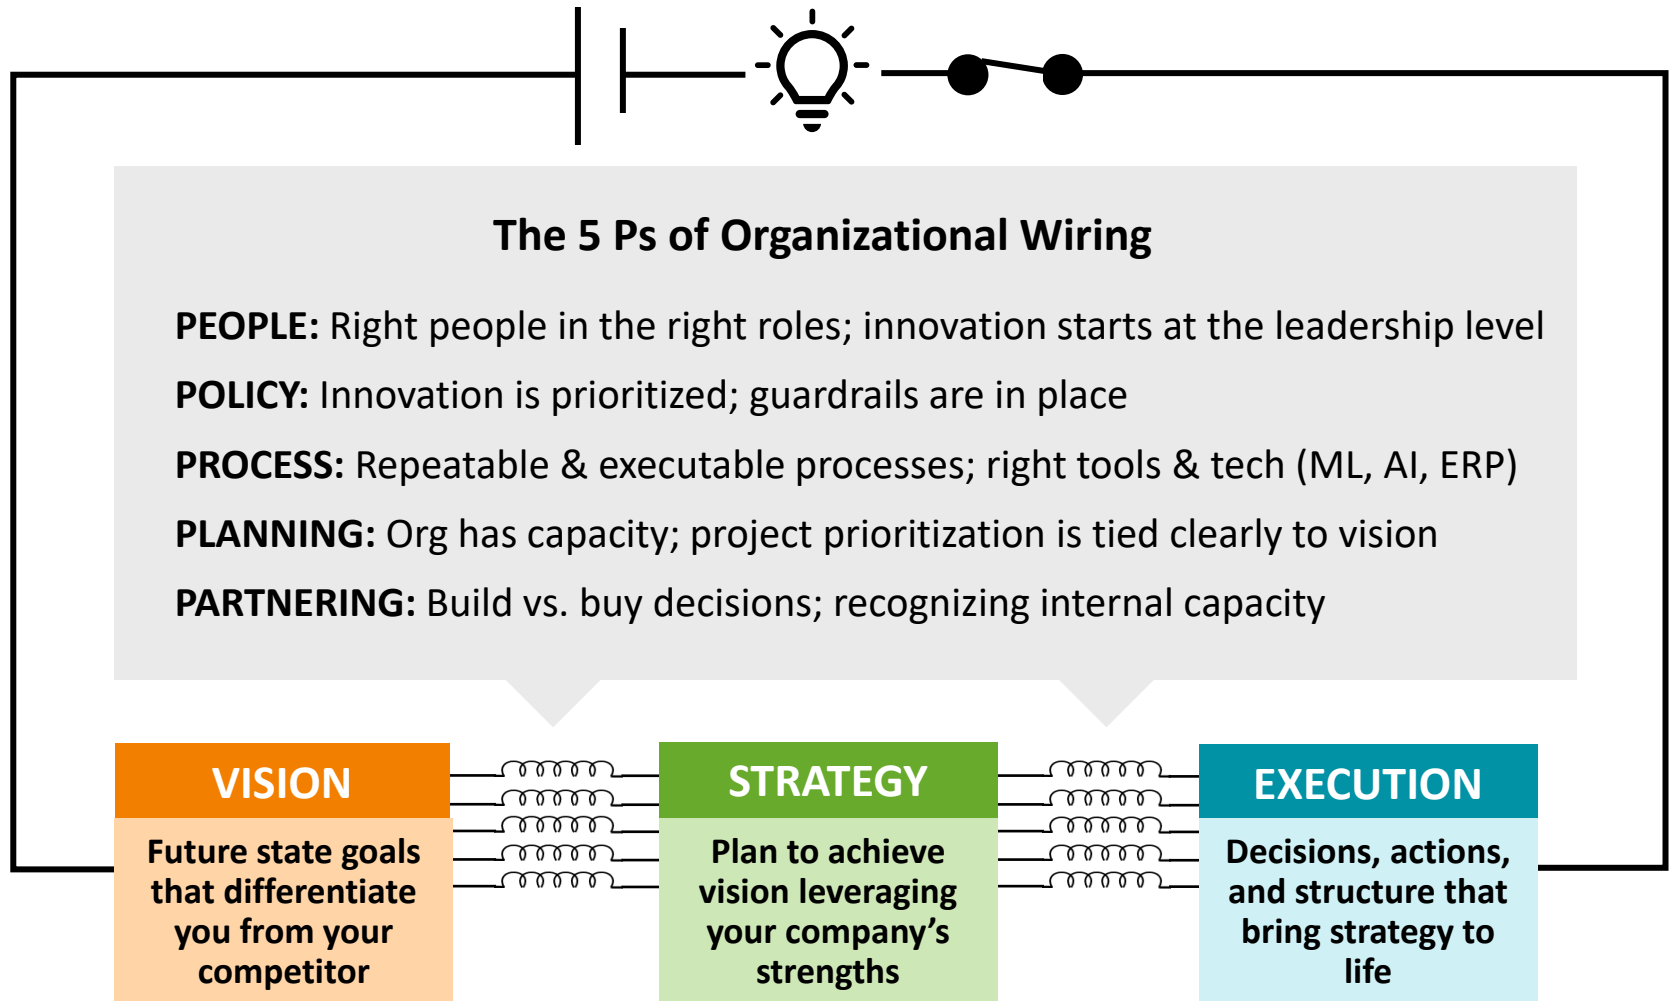 The 5 Ps of Organizational Wiring
PEOPLE: Right people in the right roles; innovation starts at the leadership level
POLICY: Innovation is prioritized; guardrails are in place
PROCESS: Repeatable & executable processes; right tools & tech (ML, AI, ERP)
PLANNING: Org has capacity; project prioritization is tied clearly to vision
PARTNERING: Build vs. buy decisions; recognizing internal capacity
VISION
Future state goals
that differentiate
you from your
competitor
STRATEGY
Plan to achieve
vision leveraging
your company’s
strengths
EXECUTION
Decisions, actions,
and structure that
bring strategy to
life